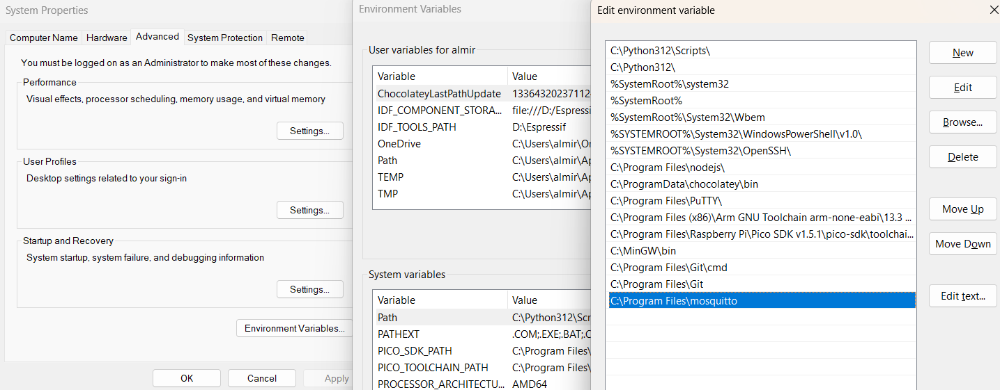 System Properties
Computer Name Hardware Advanced System Protection Remote
You must be logged on as an Administrator to make most of these changes.
Performance
Visual effects, processor scheduling, memory usage, and virtual memory
Settings...
User Profiles
Desktop settings related to your sign-in
Settings...
Startup and Recovery
System startup, system failure, and debugging information
Settings...
Environment Variables...
OK Cancel Apply
Environment Variables
User variables for almir
Variable Value
ChocolateyLastPathUpdate 13364320237112
IDF_COMPONENT_STORA... file:///D:/Espressi
IDF_TOOLS_PATH D:\Espressif
OneDrive C:\Users\almir\On
Path C:\Users\almir\Ap
TEMP C:\Users\almir\Ap
TMP C:\Users\almir\Ap
System variables
Variable Value
Path C:\Python312\Scr
PATHEXT .COM;.EXE;.BAT;.C
PICO_SDK_PATH C:\Program Files\
PICO_TOOLCHAIN_PATH C:\Program Files\
PROCESSOR_ARCHITECTU... AMD64
Edit environment variable
C:\Python312\Scripts\
C:\Python312\
%SystemRoot%\system32
%SystemRoot%
%SystemRoot%\System32\Wbem
%SYSTEMROOT%\System32\WindowsPowerShell\v1.0\
%SYSTEMROOT%\System32\OpenSSH\
C:\Program Files\nodejs\
C:\ProgramData\chocolatey\bin
C:\Program Files\PuTTY\
C:\Program Files (x86)\Arm GNU Toolchain arm-none-eabi\13.3 ...
C:\Program Files\Raspberry Pi\Pico SDK v1.5.1\pico-sdk\toolchai...
C:\MinGW\bin
C:\Program Files\Git\cmd
C:\Program Files\Git
C:\Program Files\mosquitto
New
Edit
Browse...
Delete
Move Up
Move Down
Edit text...